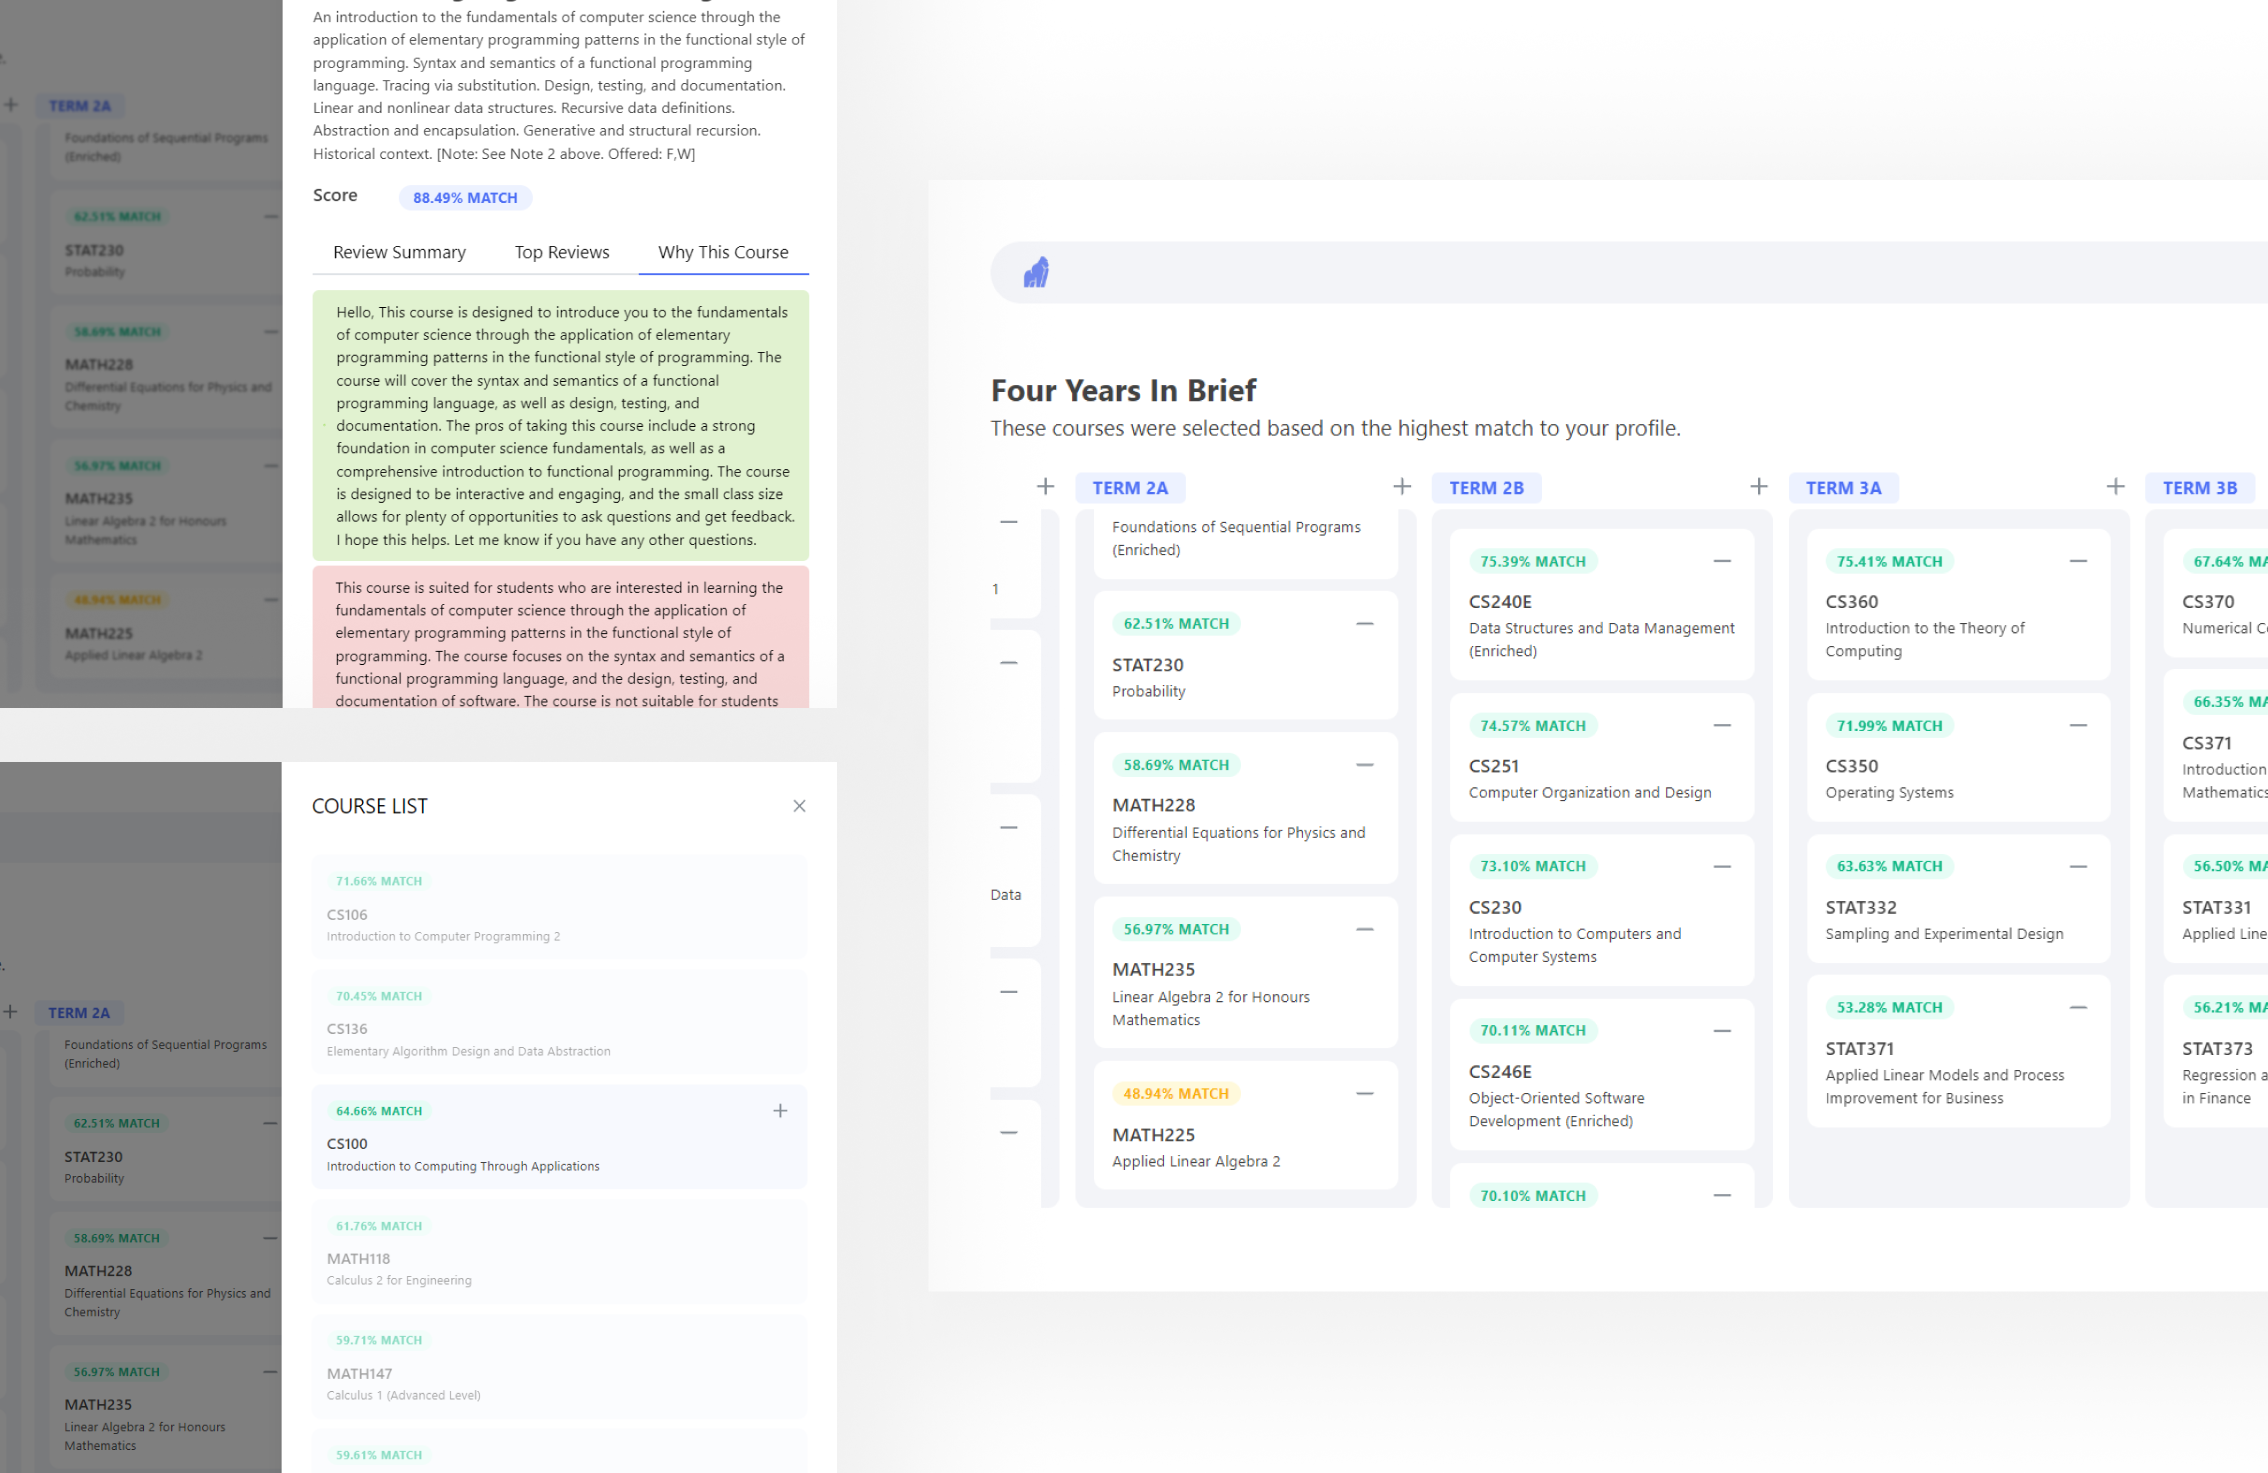 An introduction to the fundamentals of computer science through the
application of elementary programming patterns in the functional style of
programming. Syntax and semantics of a functional programming
language. Tracing via substitution. Design, testing, and documentation.
Linear and nonlinear data structures. Recursive data definitions.
Abstraction and encapsulation. Generative and structural recursion.
Historical context. [Note: See Note 2 above. Offered: F,W]
Score
88.49% MATCH
Review Summary
Top Reviews
Why This Course
Hello, This course is designed to introduce you to the fundamentals
of computer science through the application of elementary
programming patterns in the functional style of programming. The
course will cover the syntax and semantics of a functional
programming language, as well as design, testing, and
documentation. The pros of taking this course include a strong
foundation in computer science fundamentals, as well as a
comprehensive introduction to functional programming. The course
is designed to be interactive and engaging, and the small class size
allows for plenty of opportunities to ask questions and get feedback.
I hope this helps. Let me know if you have any other questions.
This course is suited for students who are interested in learning the
fundamentals of computer science through the application of
elementary programming patterns in the functional style of
programming. The course focuses on the syntax and semantics of a
functional programming language, and the design, testing, and
documentation of software. The course is not suitable for students
TERM 2A
Foundations of Sequential Programs
(Enriched)
62.51% MATCH
STAT230
Probability
58.69% MATCH
MATH228
Differential Equations for Physics and
Chemistry
56.97% MATCH
MATH235
Linear Algebra 2 for Honours
Mathematics
48.94% MATCH
MATH225
Applied Linear Algebra 2
COURSE LIST
71.66% MATCH
CS106
Introduction to Computer Programming 2
70.45% MATCH
CS136
Elementary Algorithm Design and Data Abstraction
64.66% MATCH
CS100
Introduction to Computing Through Applications
61.76% MATCH
MATH118
Calculus 2 for Engineering
59.71% MATCH
MATH147
Calculus 1 (Advanced Level)
59.61% MATCH
TERM 2A
Foundations of Sequential Programs
(Enriched)
62.51% MATCH
STAT230
Probability
58.69% MATCH
MATH228
Differential Equations for Physics and
Chemistry
56.97% MATCH
MATH235
Linear Algebra 2 for Honours
Mathematics
Four Years In Brief
These courses were selected based on the highest match to your profile.
1
Data
TERM 2A
Foundations of Sequential Programs
(Enriched)
62.51% MATCH
STAT230
Probability
58.69% MATCH
MATH228
Differential Equations for Physics and
Chemistry
56.97% MATCH
MATH235
Linear Algebra 2 for Honours
Mathematics
48.94% MATCH
MATH225
Applied Linear Algebra 2
TERM 2B
75.39% MATCH
CS240E
Data Structures and Data Management
(Enriched)
74.57% MATCH
CS251
Computer Organization and Design
73.10% MATCH
CS230
Introduction to Computers and
Computer Systems
70.11% MATCH
CS246E
Object-Oriented Software
Development (Enriched)
70.10% MATCH
TERM 3A
75.41% MATCH
CS360
Introduction to the Theory of
Computing
71.99% MATCH
CS350
Operating Systems
63.63% MATCH
STAT332
Sampling and Experimental Design
53.28% MATCH
STAT371
Applied Linear Models and Process
Improvement for Business
TERM 3B
67.64% MA
CS370
Numerical C
66.35% MA
CS371
Introduction
Mathematics
56.50% MA
STAT331
Applied Line
56.21% MA
STAT373
Regression a
in Finance